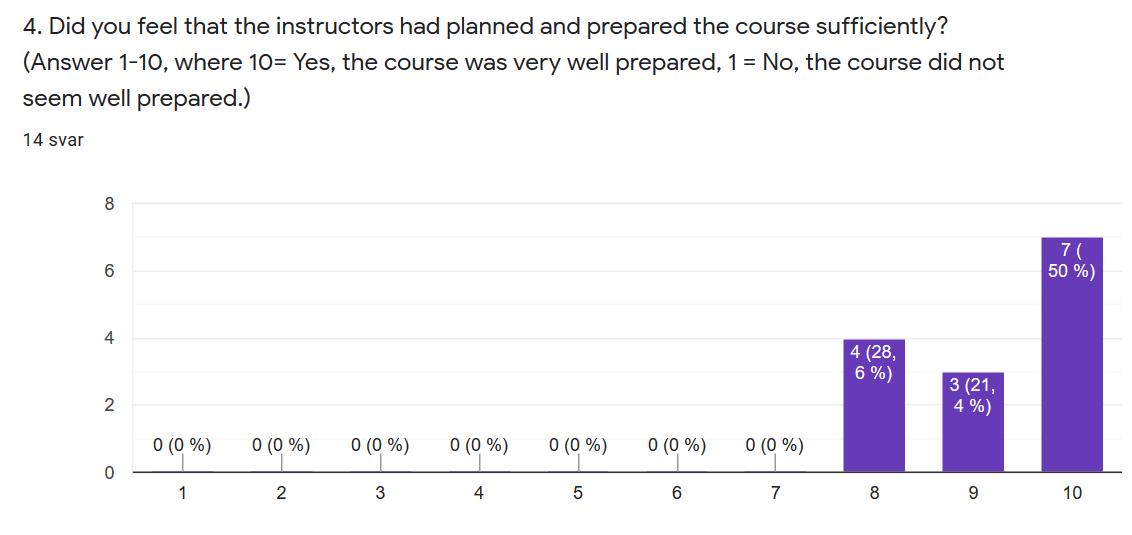 4. Did you feel that the instructors had planned and prepared the course sufficiently?
(Answer 1-10, where 10= Yes, the course was very well prepared, 1 = No, the course did not
seem well prepared.)
14 svar
8
6
4
2
0
0 (0 %)
0 (0 %)
0 (0 %)
0 (0 %)
0 (0 %)
0 (0 %)
0 (0 %)
4 (28,
6 %)
3 (21,
4 %)
7 (
50 %)
1
2
3
4
5
6
7
8
9
10